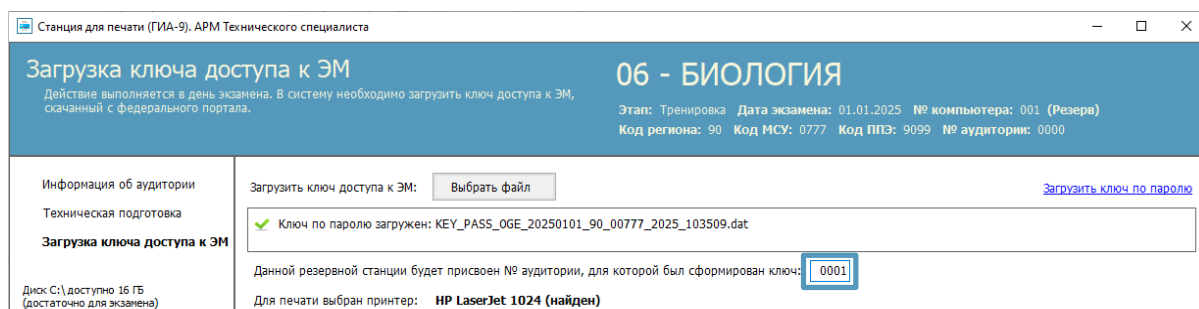 Станция для печати (ГИА-9). АРМ Технического специалиста
Загрузка ключа доступа к ЭМ
Действие выполняется в день экзамена. В систему необходимо загрузить ключ доступа к ЭМ,
скачанный с федерального портала.
06 - БИОЛОГИЯ
Этап: Тренировка Дата экзамена: 01.01.2025 № компьютера: 001 (Резерв)
Код региона: 90 Код МСУ: 0777 Код ППЭ: 9099 № аудитории: 0000
Информация об аудитории
Техническая подготовка
Загрузка ключа доступа к ЭМ
Диск C:\ доступно 16 ГБ
(достаточно для экзамена)
Загрузить ключ доступа к ЭМ: Выбрать файл Загрузить ключ по паролю
Ключ по паролю загружен: KEY_PASS_OGE_20250101_90_00777_2025_103509.dat
Данной резервной станции будет присвоен № аудитории, для которой был сформирован ключ: 0001
Для печати выбран принтер: HP LaserJet 1024 (найден)